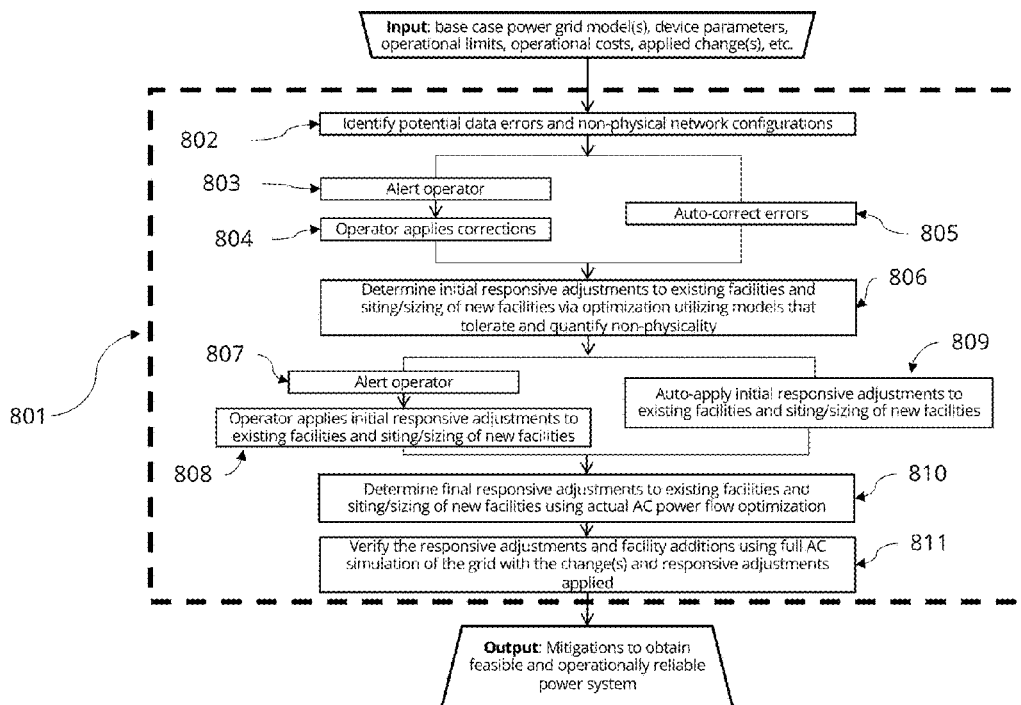 Input: base case power grid model(s), device parameters,
operational limits, operational costs, applied change(s), etc.
802
Identify potential data errors and non-physical network configurations
803
Alert operator
804
Operator applies corrections
Auto-correct errors
805
Determine initial responsive adjustments to existing facilities and
siting/sizing of new facilities via optimization utilizing models that
tolerate and quantify non-physicality
806
807
Alert operator
809
Auto-apply initial responsive adjustments to
existing facilities and siting/sizing of new facilities
801
Operator applies initial responsive adjustments to
existing facilities and siting/sizing of new facilities
808
Determine final responsive adjustments to existing facilities and
siting/sizing of new facilities using actual AC power flow optimization
810
Verify the responsive adjustments and facility additions using full AC
simulation of the grid with the change(s) and responsive adjustments
applied
811
Output: Mitigations to obtain
feasible and operationally reliable
power system